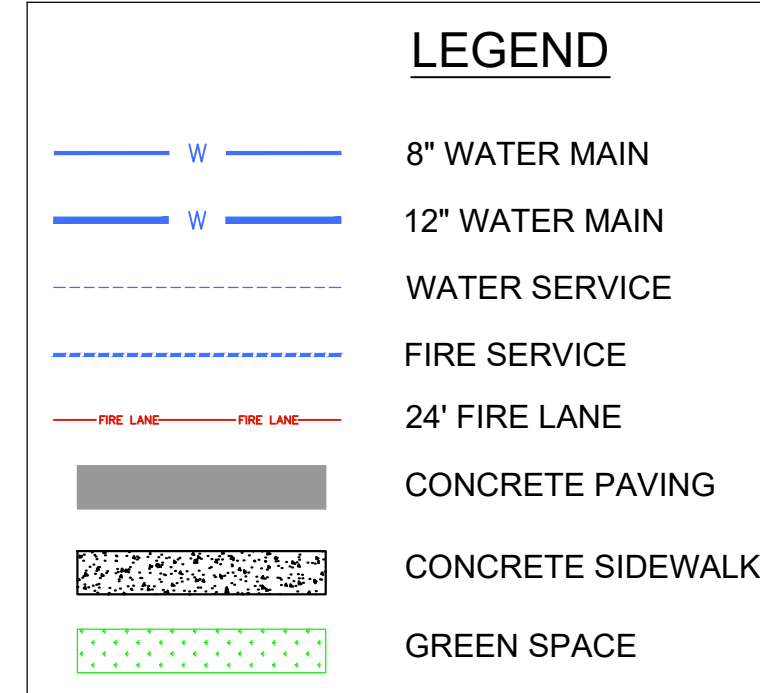 LEGEND
W 8" WATER MAIN
W 12" WATER MAIN
WATER SERVICE
FIRE SERVICE
FIRE LANE FIRE LANE 24' FIRE LANE
CONCRETE PAVING
CONCRETE SIDEWALK
GREEN SPACE